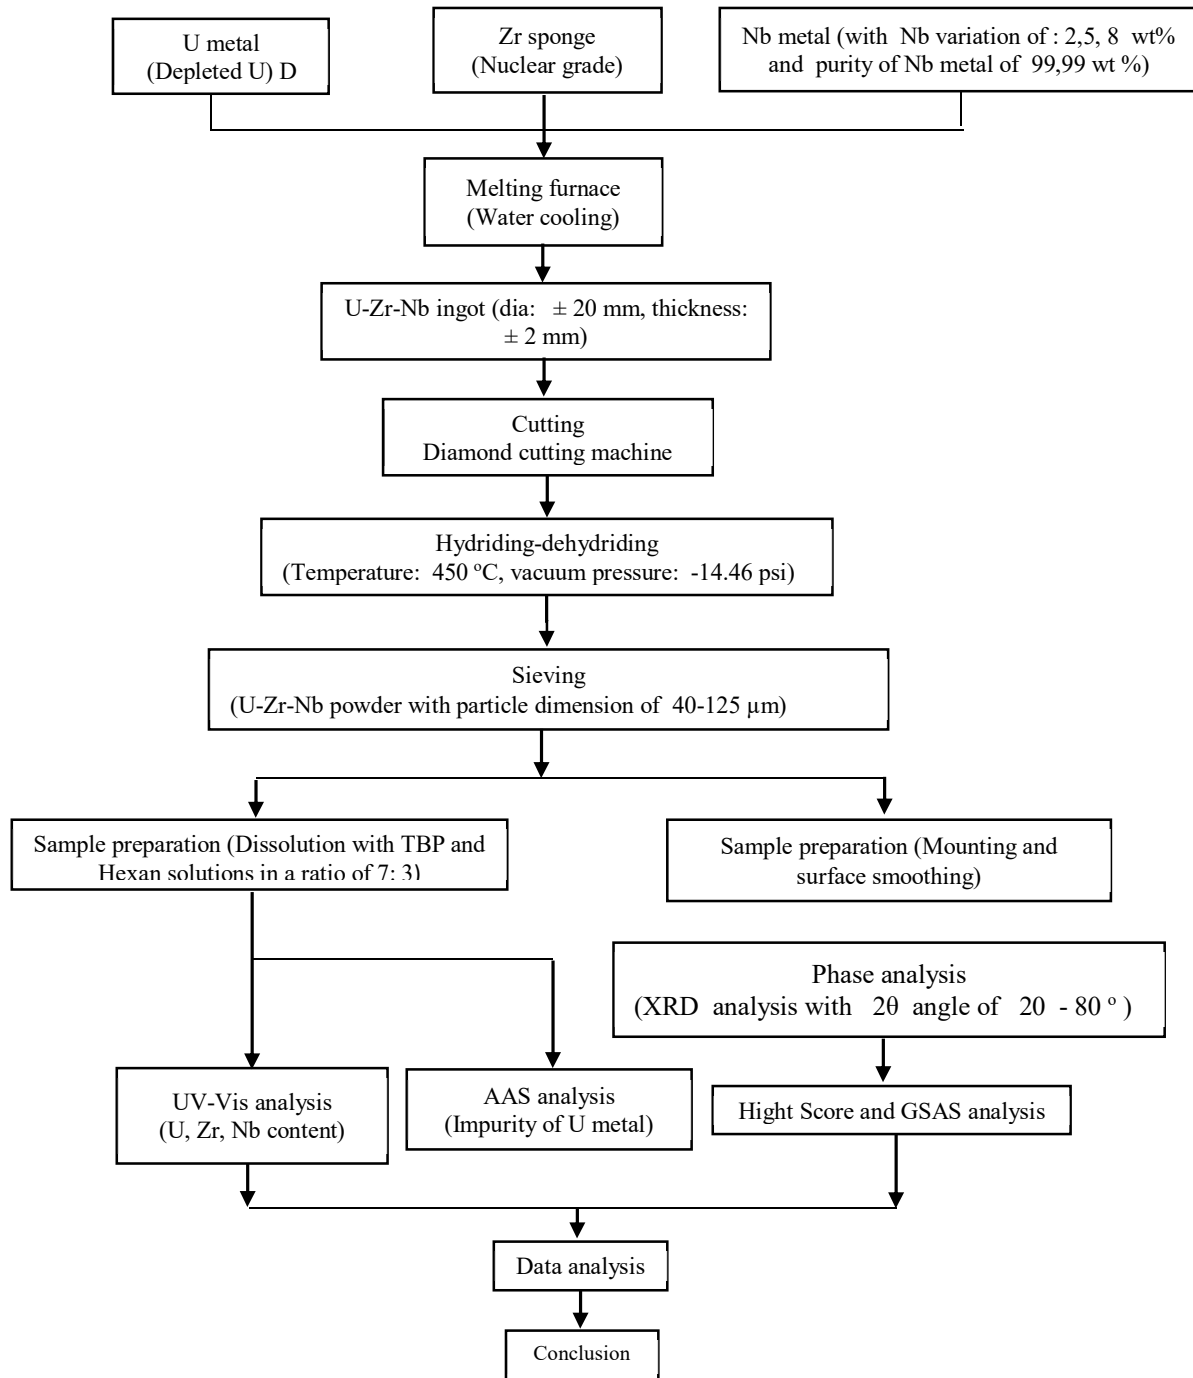 U metal
(Depleted U) D
Zr sponge
(Nuclear grade)
Nb metal (with Nb variation of : 2,5, 8 wt%
and purity of Nb metal of 99,99 wt %)
Melting furnace
(Water cooling)
U-Zr-Nb ingot (dia: ± 20 mm, thickness:
± 2 mm)
Cutting
Diamond cutting machine
Hydriding-dehydriding
(Temperature: 450 ºC, vacuum pressure: -14.46 psi)
Sieving
(U-Zr-Nb powder with particle dimension of 40-125 µm)
Sample preparation (Dissolution with TBP and
Hexan solutions in a ratio of 7: 3)
Sample preparation (Mounting and
surface smoothing)
Phase analysis
(XRD analysis with 2θ angle of 20 - 80 º )
UV-Vis analysis
(U, Zr, Nb content)
AAS analysis
(Impurity of U metal)
Hight Score and GSAS analysis
Data analysis
Conclusion